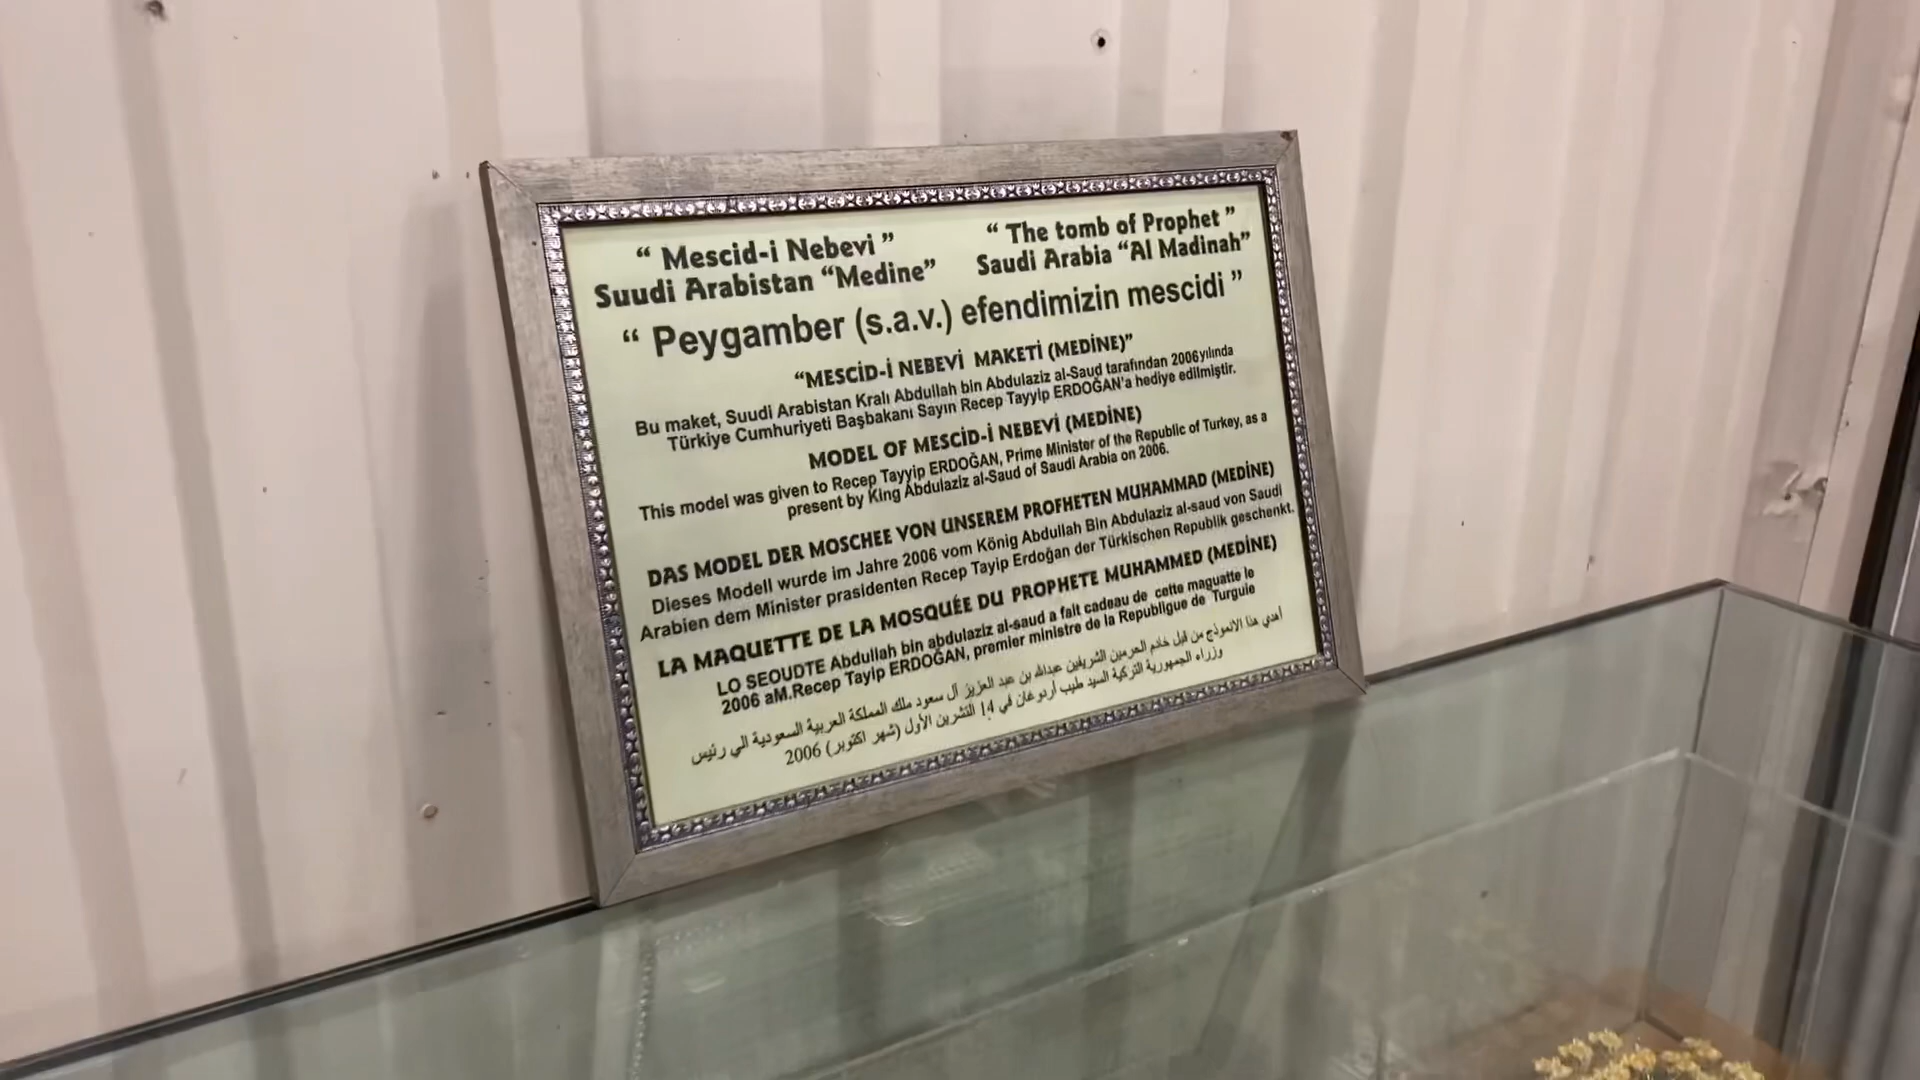 “ Mescid-i Nebevi ”
Suudi Arabistan “Medine”
“ The tomb of Prophet ”
Saudi Arabia “Al Madinah”
“ Peygamber (s.a.v.) efendimizin mescidi ”
“MESCİD-İ NEBEVİ MAKETİ (MEDİNE)”
Bu maket, Suudi Arabistan Kralı Abdullah bin Abdulaziz al-Saud tarafından 2006 yılında
Türkiye Cumhuriyeti Başbakanı Sayın Recep Tayyip ERDOĞAN'a hediye edilmiştir.
MODEL OF MESCİD-İ NEBEVİ (MEDİNE)
This model was given to Recep Tayyip ERDOĞAN, Prime Minister of the Republic of Turkey, as a
present by King Abdulaziz al-Saud of Saudi Arabia on 2006.
DAS MODEL DER MOSCHEE VON UNSEREM PROFHETEN MUHAMMAD (MEDİNE)
Dieses Modell wurde im Jahre 2006 vom König Abdullah Bin Abdulaziz al-saud von Saudi
Arabien dem Minister prasidenten Recep Tayip Erdoğan der Türkischen Republik geschenkt.
LA MAQUETTE DE LA MOSQUÉE DU PROPHETE MUHAMMED (MEDİNE)
LO SEOUDTE Abdullah bin abdulaziz al-saud a fait cadeau de cette maguatte le
2006 aM.Recep Tayip ERDOĞAN, premier ministre de la Republigue de Turguie
أهدي هذا الانموذج من قبل خادم الحرمين الشريفين عبدالله بن عبد العزيز آل سعود ملك المملكة العربية السعودية الي رئيس
وزراء الجمهورية التركية السيد طيب أردوغان في 14 التشرين الأول (شهر اكتوبر) 2006